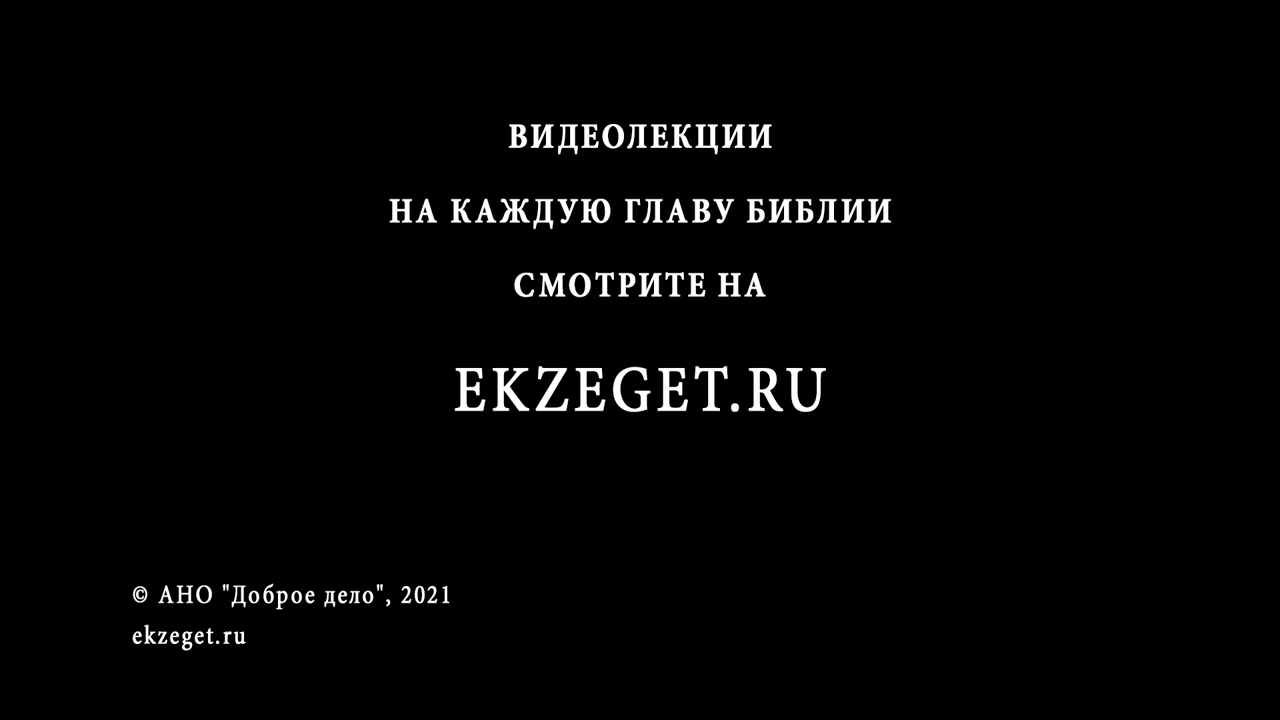 ВИДЕОЛЕКЦИИ
НА КАЖДУЮ ГЛАВУ БИБЛИИ
СМОТРИТЕ НА
EKZEGET.RU
© АНО "Доброе дело", 2021
ekzeget.ru